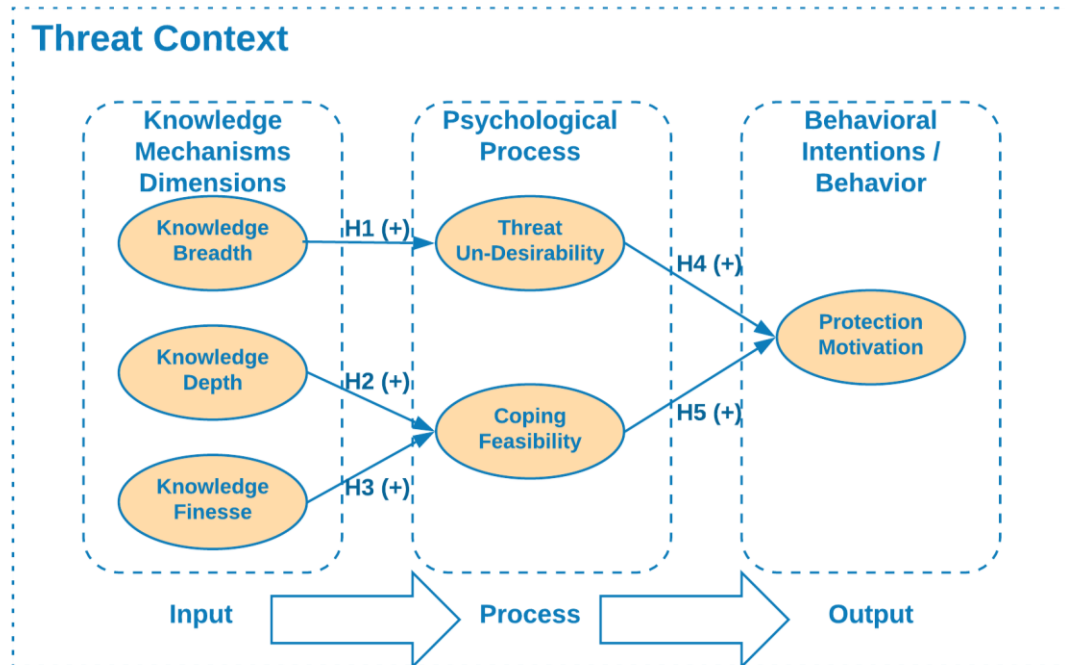 Threat Context
Knowledge
Mechanisms
Dimensions
Psychological
Process
Behavioral
Intentions /
Behavior
Knowledge
Breadth
H1 (+)
Threat
Un-Desirability
H4 (+)
Protection
Motivation
Knowledge
Depth
H2 (+)
Coping
Feasibility
H5 (+)
Knowledge
Finesse
H3 (+)
Input
Process
Output